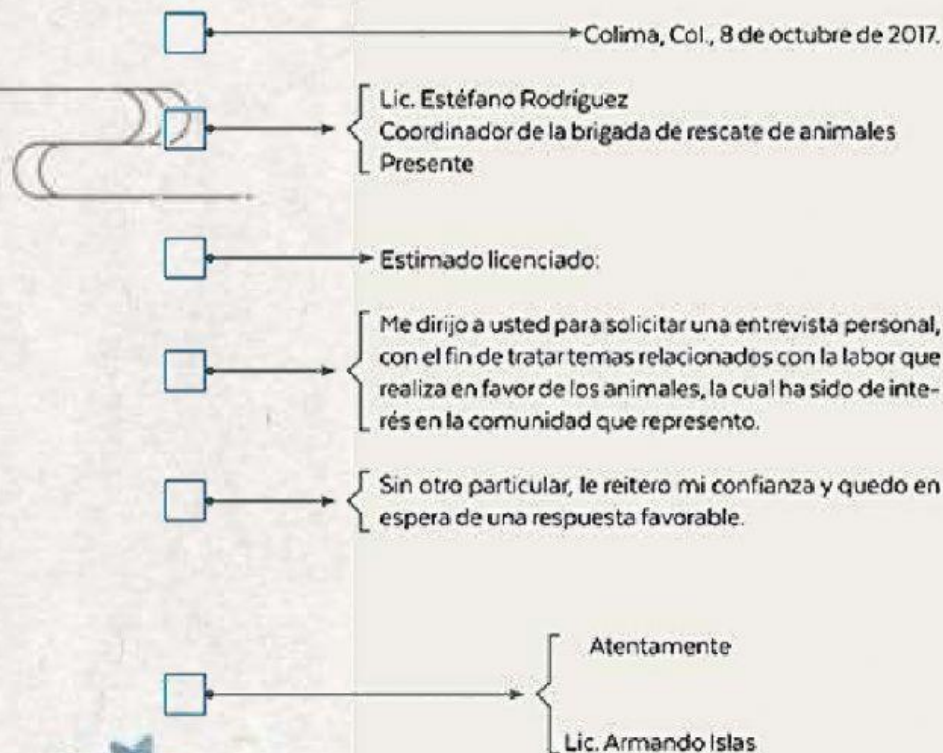 Colima, Col., 8 de octubre de 2017.
Lic. Estéfano Rodríguez
Coordinador de la brigada de rescate de animales
Presente
Estimado licenciado:
Me dirijo a usted para solicitar una entrevista personal,
con el fin de tratar temas relacionados con la labor que
realiza en favor de los animales, la cual ha sido de inte-
rés en la comunidad que represento.
Sin otro particular, le reitero mi confianza y quedo en
espera de una respuesta favorable.
Atentamente
Lic. Armando Islas